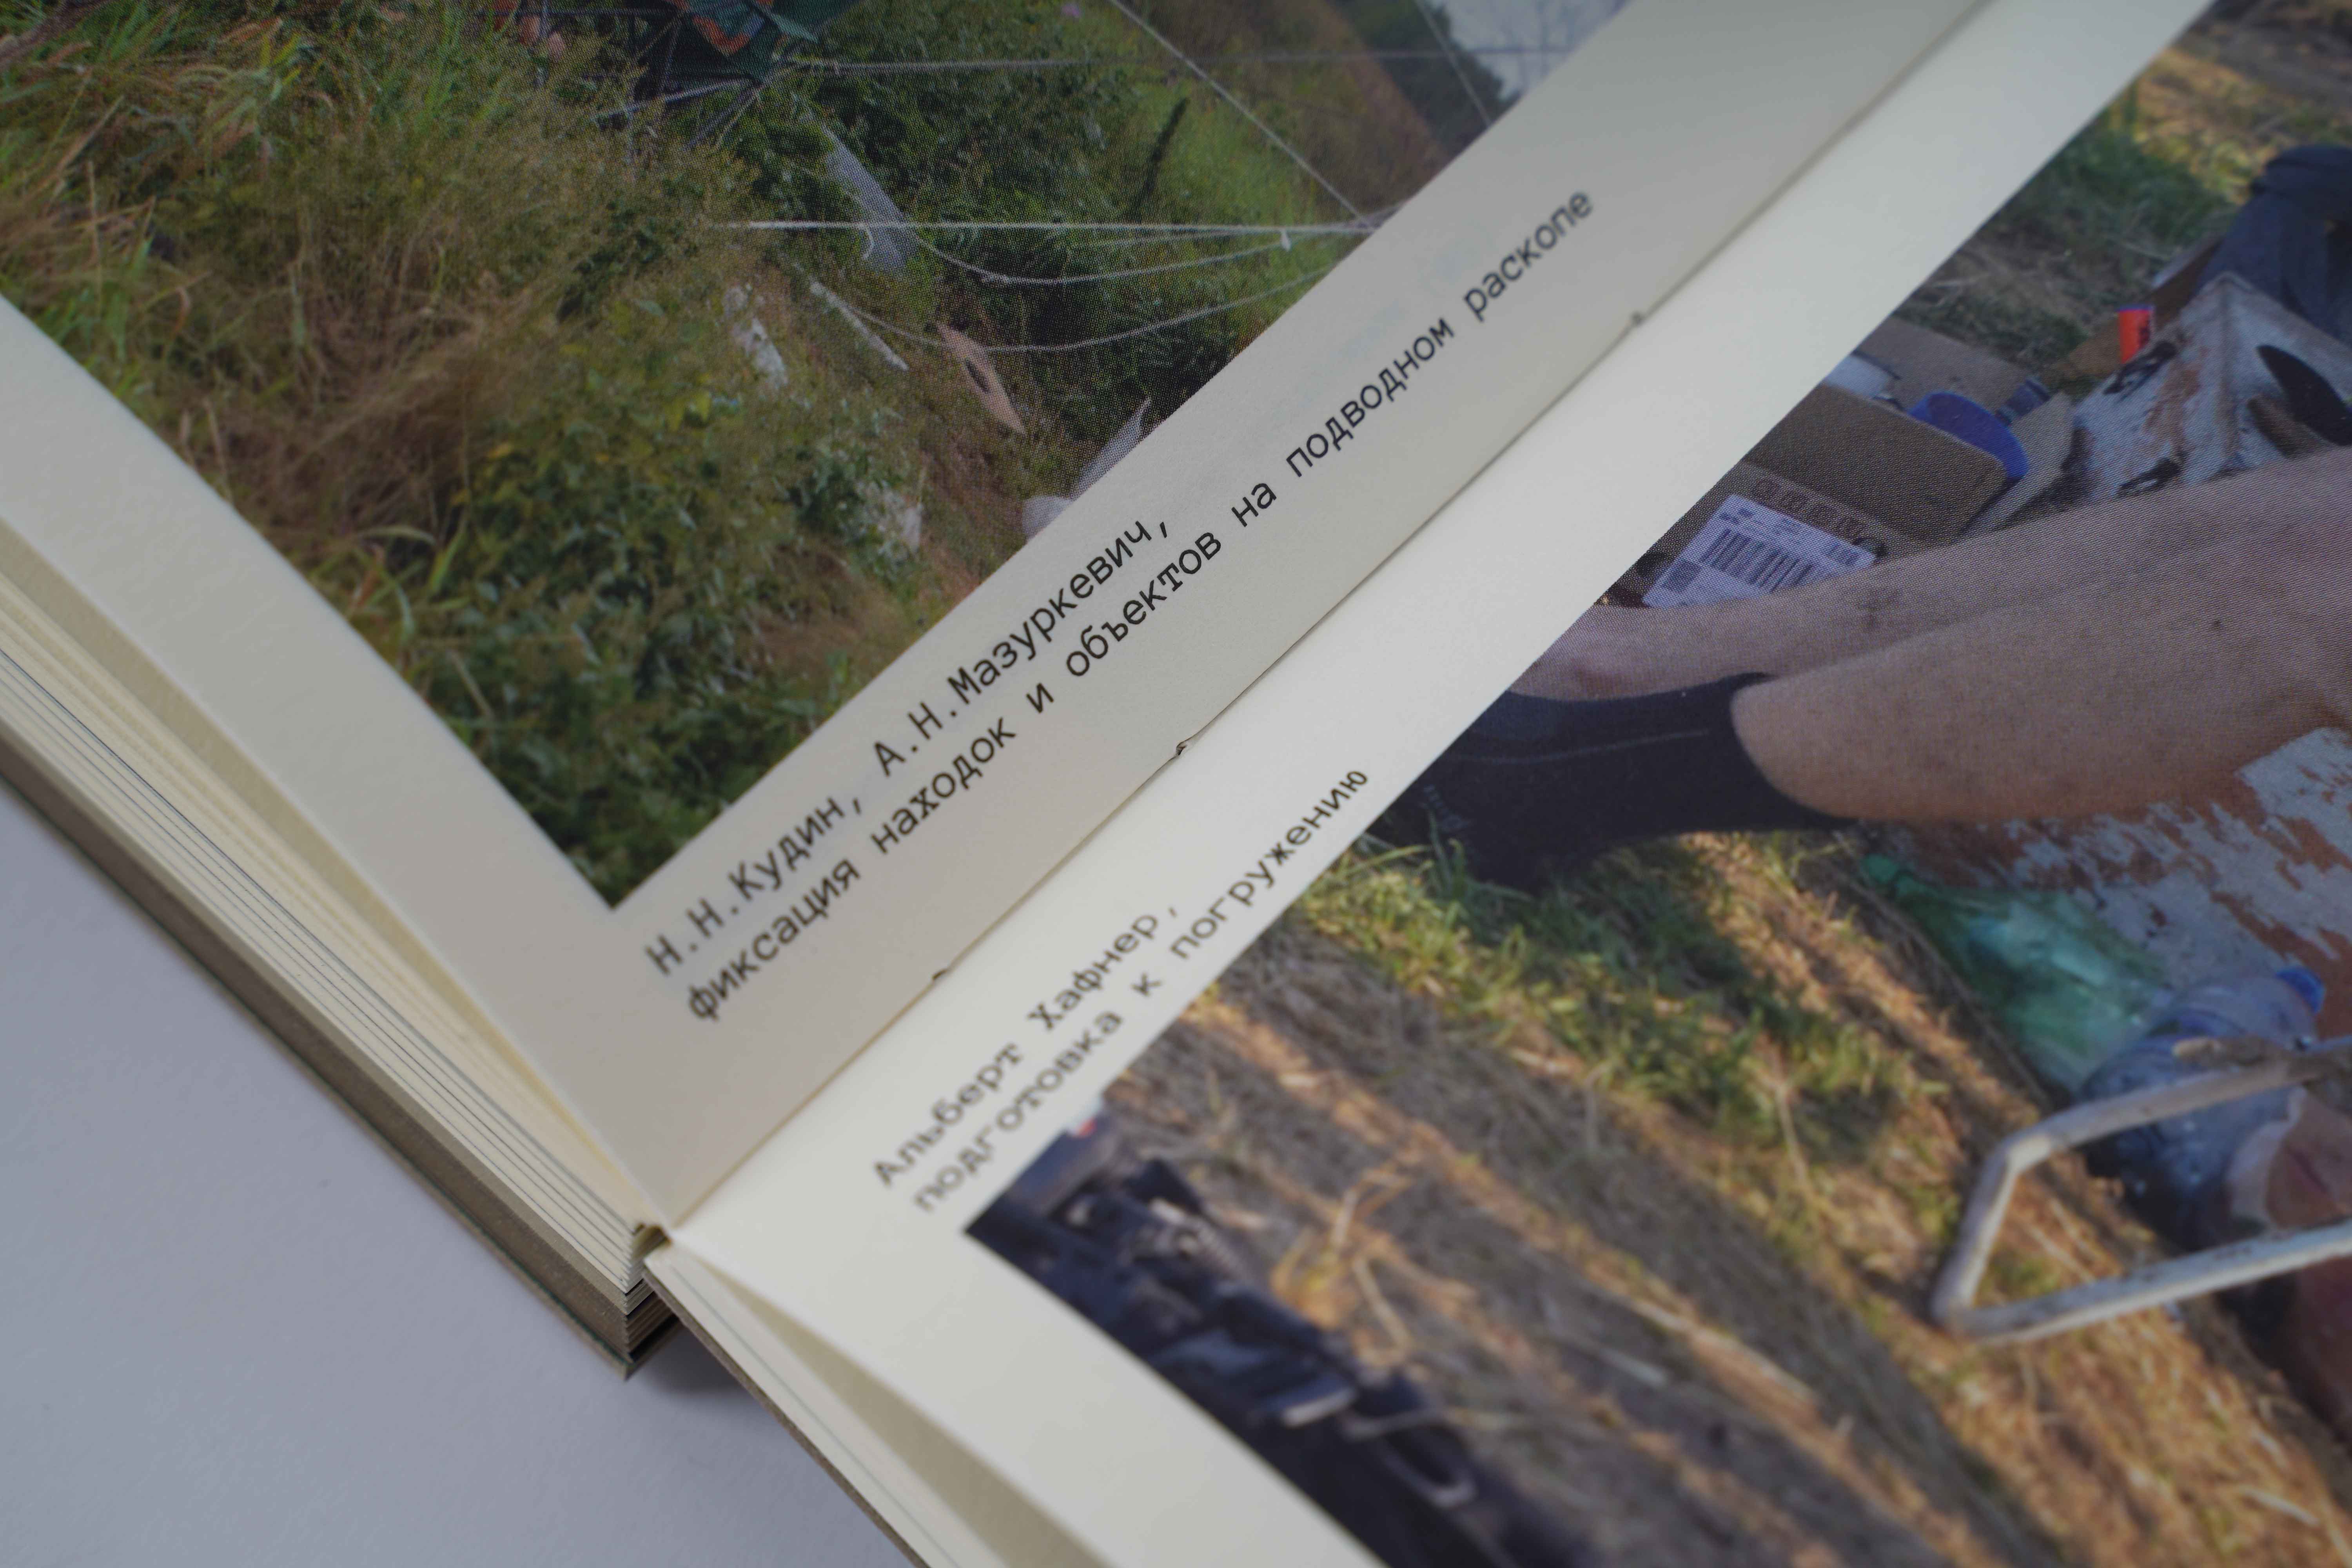 Н.Н.Кудин, А.Н.Мазуркевич,
фиксация находок и объектов на подводном раскопе
Альберт Хафнер,
подготовка к погружению